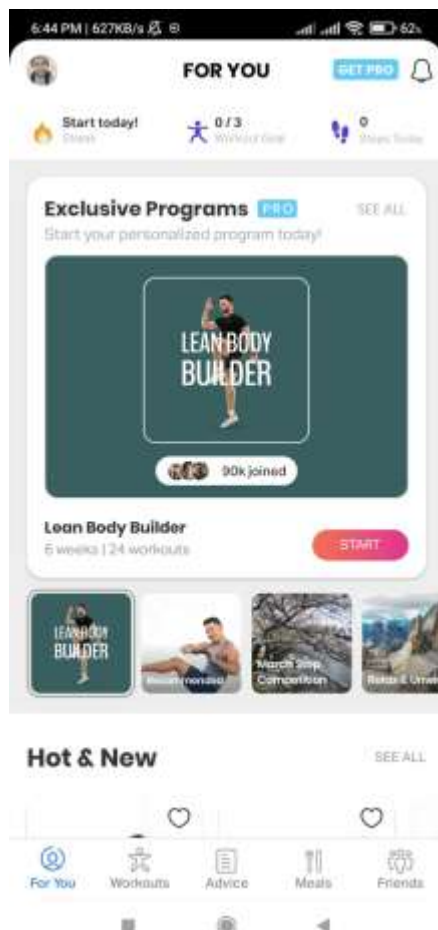 6:44 PM | 627KB/s
62%
FOR YOU
GET PRO
Start today!
Streak
0 / 3
Workout Goal
0
Steps Today
Exclusive Programs PRO
SEE ALL
Start your personalized program today!
LEAN BODY
BUILDER
90k joined
Lean Body Builder
6 weeks | 24 workouts
START
LEAN BODY
BUILDER
Recommended
March Step
Competition
Relax & Unwi
Hot & New
SEE ALL
For You
Workouts
Advice
Meals
Friends